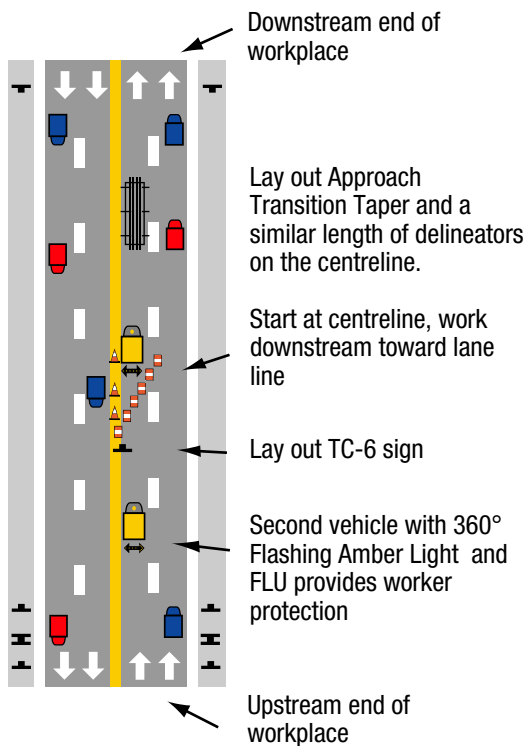 Downstream end of
workplace
Lay out Approach
Transition Taper and a
similar length of delineators
on the centreline.
Start at centreline, work
downstream toward lane
line
Lay out TC-6 sign
Second vehicle with 360°
Flashing Amber Light and
FLU provides worker
protection
Upstream end of
workplace